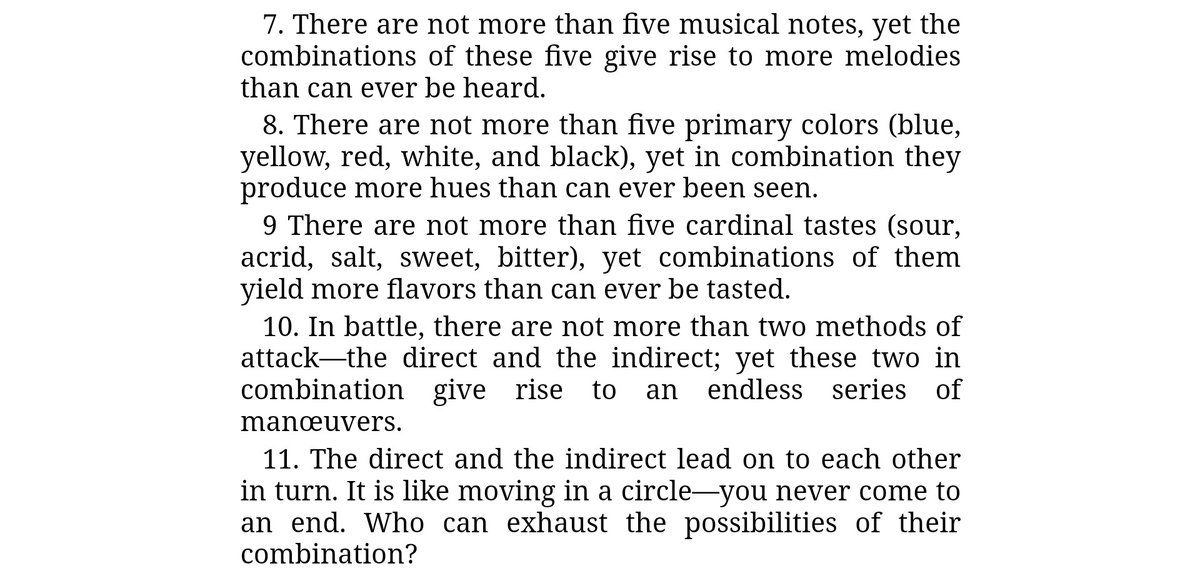 7. There are not more than five musical notes, yet the
combinations of these five give rise to more melodies
than can ever be heard.
8. There are not more than five primary colors (blue,
yellow, red, white, and black), yet in combination they
produce more hues than can ever been seen.
9 There are not more than five cardinal tastes (sour,
acrid, salt, sweet, bitter), yet combinations of them
yield more flavors than can ever be tasted.
10. In battle, there are not more than two methods of
attack—the direct and the indirect; yet these two in
combination give rise to an endless series of
manœuvers.
11. The direct and the indirect lead on to each other
in turn. It is like moving in a circle—you never come to
an end. Who can exhaust the possibilities of their
combination?